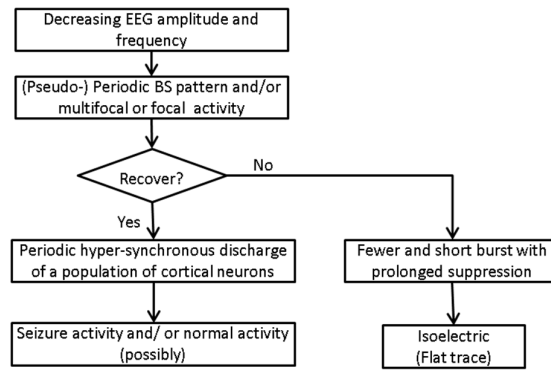 Decreasing EEG amplitude and
frequency
(Pseudo-) Periodic BS pattern and/or
multifocal or focal activity
Recover?
No
Yes
Periodic hyper-synchronous discharge
of a population of cortical neurons
Fewer and short burst with
prolonged suppression
Seizure activity and/ or normal activity
(possibly)
Isoelectric
(Flat trace)